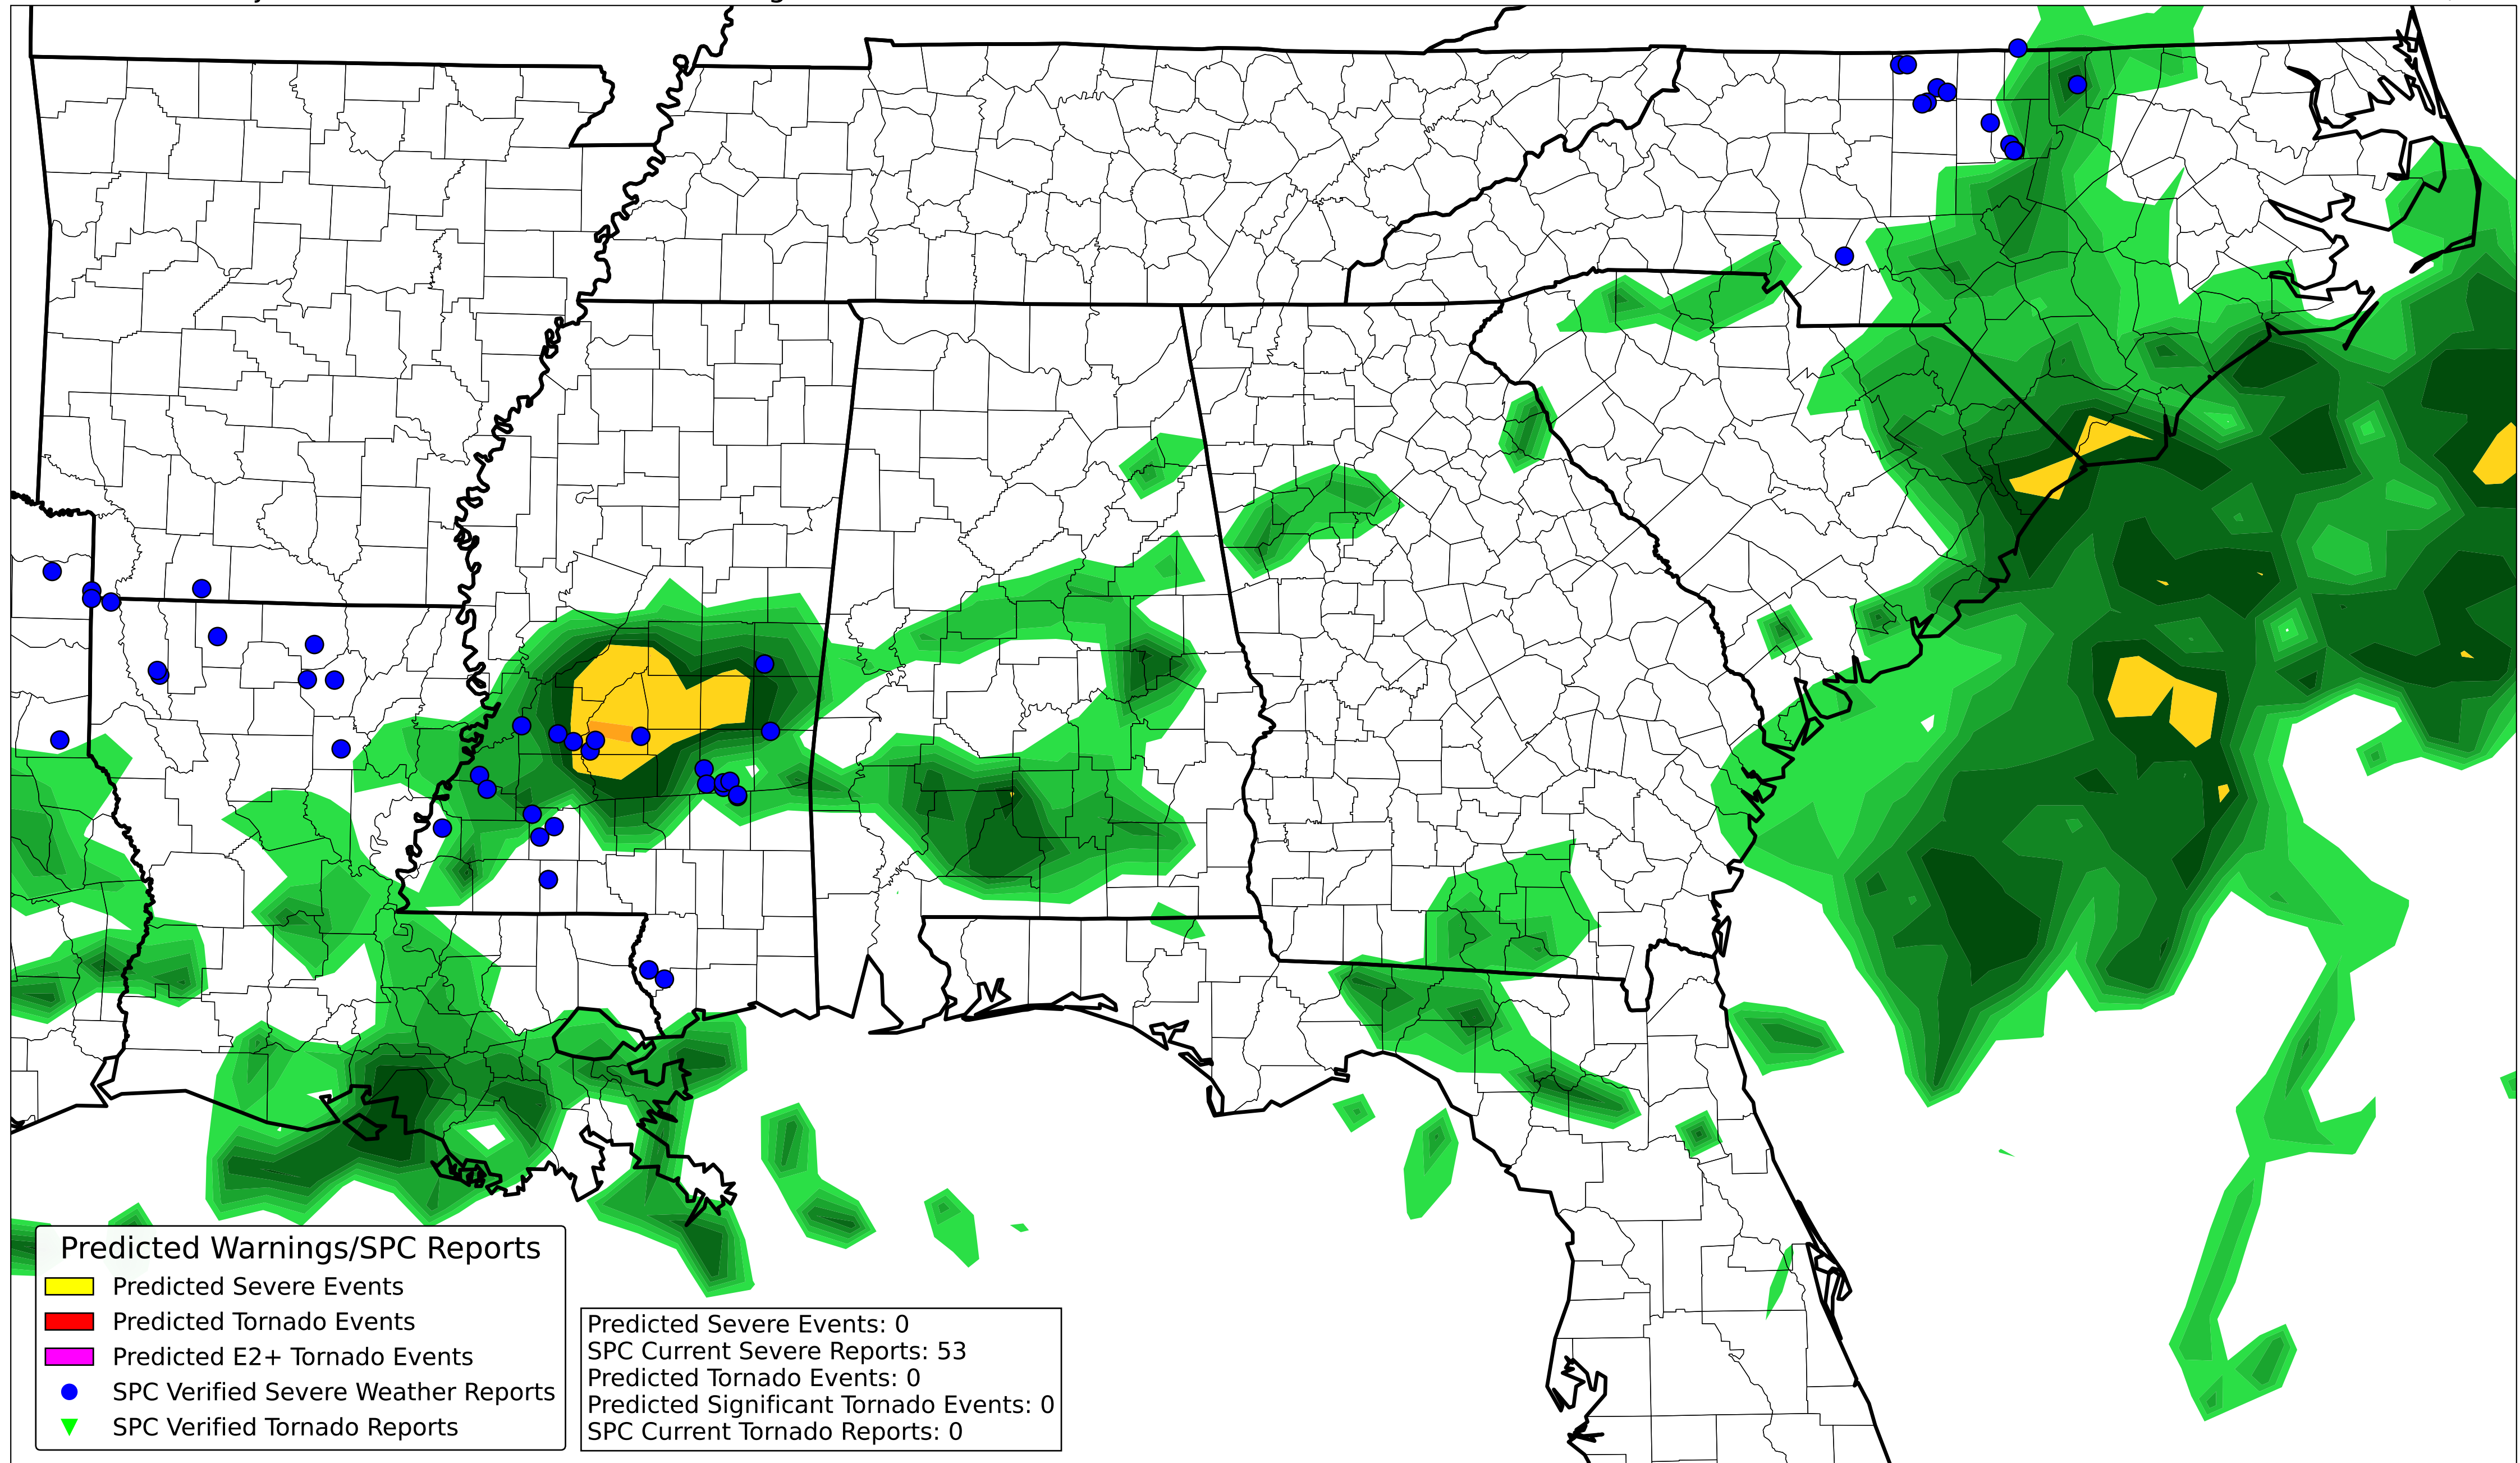 Predicted Warnings/SPC Reports
Predicted Severe Events
Predicted Tornado Events
Predicted E2+ Tornado Events
SPC Verified Severe Weather Reports
SPC Verified Tornado Reports
Predicted Severe Events: 0
SPC Current Severe Reports: 53
Predicted Tornado Events: 0
Predicted Significant Tornado Events: 0
SPC Current Tornado Reports: 0